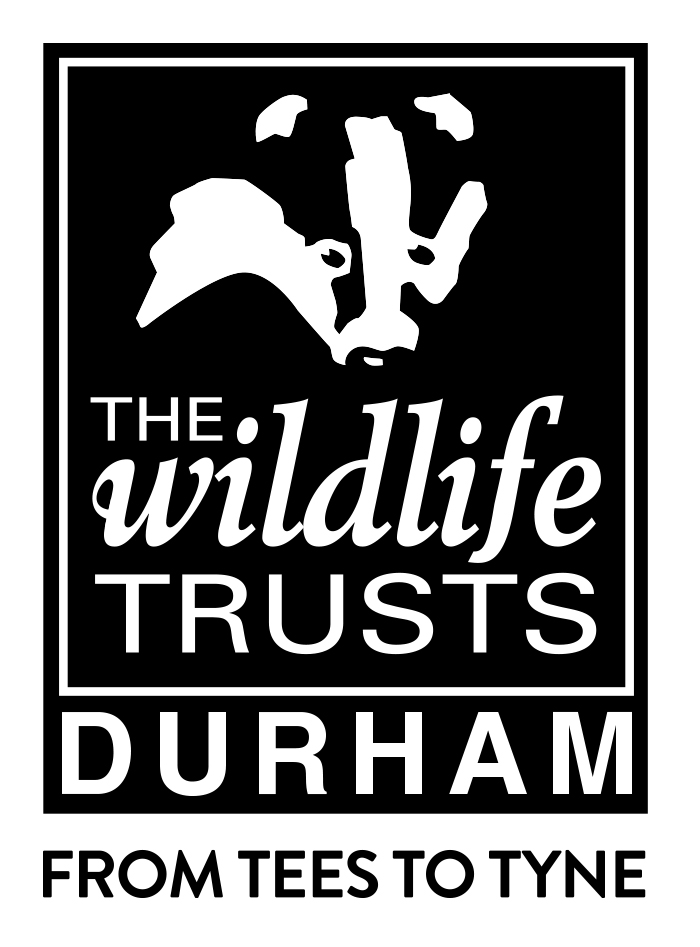 THE
wildlife
TRUSTS
DURHAM
FROM TEES TO TYNE